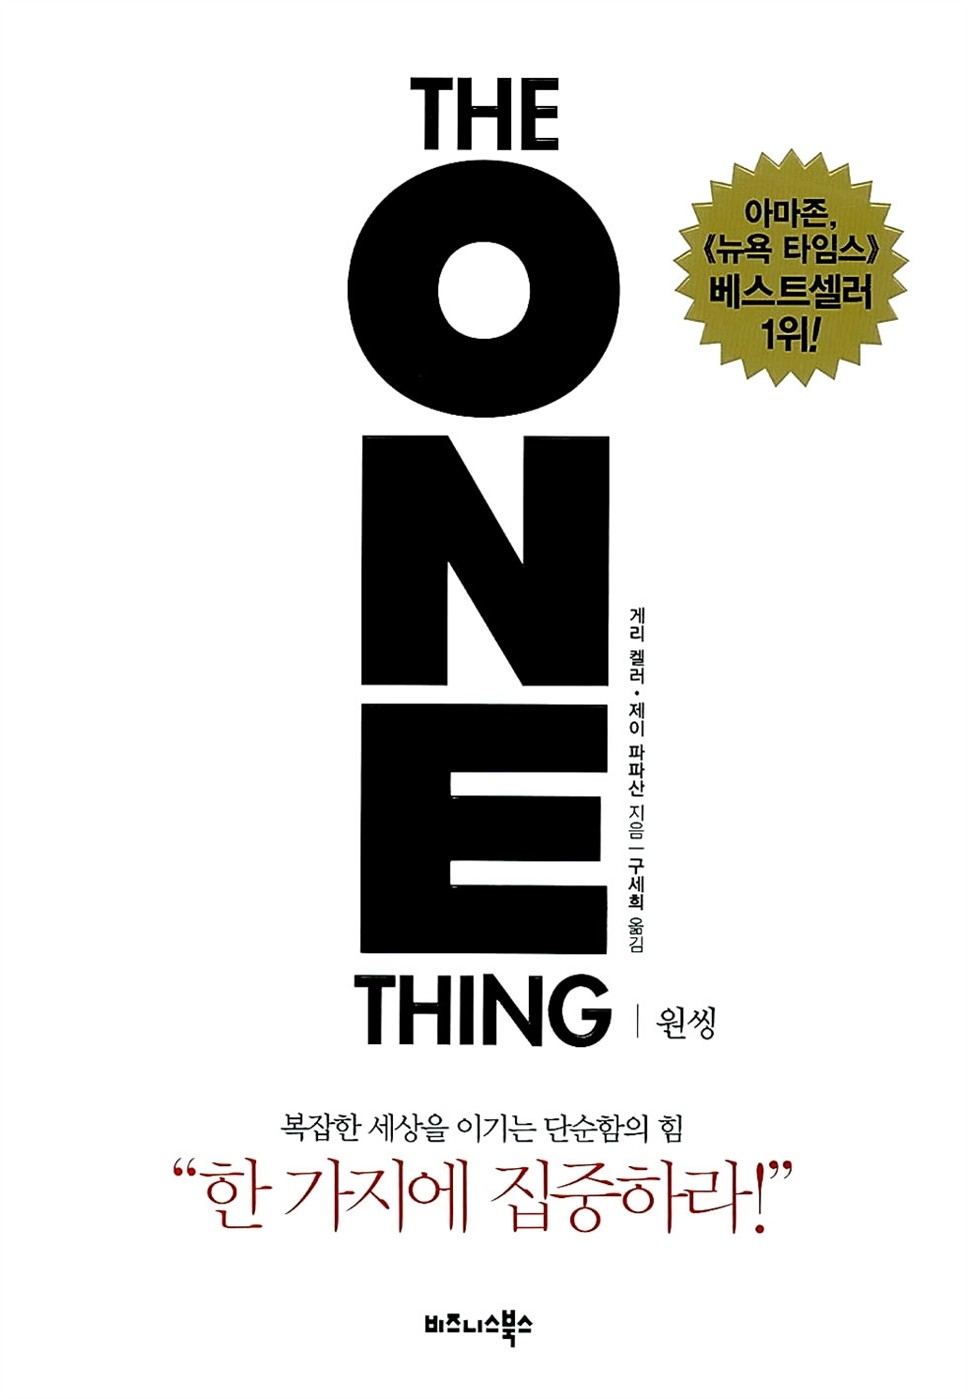 THE
ONE
THING
원씽
아마존,
《뉴욕 타임스》
베스트셀러
1위!
게리 켈러 · 제이 파파산 지음 | 구세희 옮김
복잡한 세상을 이기는 단순함의 힘
“한 가지에 집중하라!”
비즈니스북스